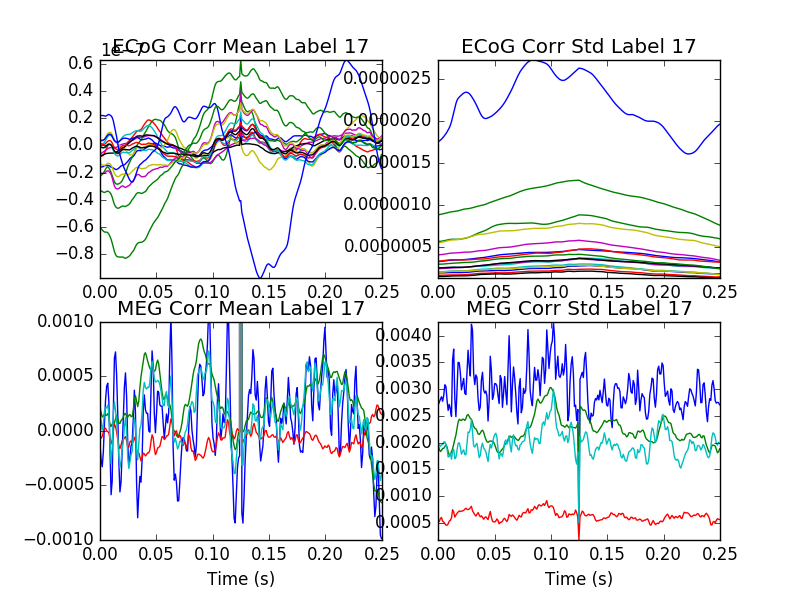 ECoG Corr Mean Label 17
1e−7
0.6
0.4
0.2
0.0
−0.2
−0.4
−0.6
−0.8
0.00 0.05 0.10 0.15 0.20 0.25
ECoG Corr Std Label 17
0.0000025
0.0000020
0.0000015
0.0000010
0.0000005
0.00 0.05 0.10 0.15 0.20 0.25
MEG Corr Mean Label 17
0.0010
0.0005
0.0000
−0.0005
−0.0010
0.00 0.05 0.10 0.15 0.20 0.25
Time (s)
MEG Corr Std Label 17
0.0040
0.0035
0.0030
0.0025
0.0020
0.0015
0.0010
0.0005
0.00 0.05 0.10 0.15 0.20 0.25
Time (s)